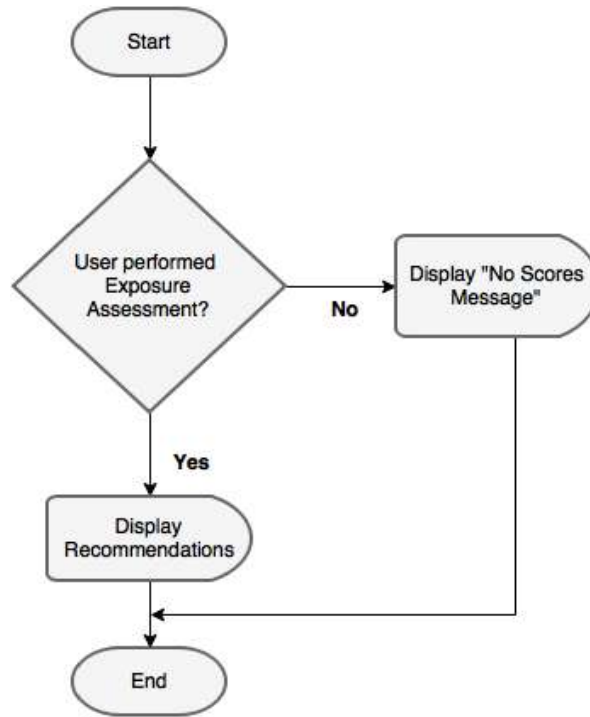 Start
User performed
Exposure
Assessment?
No
Display "No Scores
Message"
Yes
Display
Recommendations
End